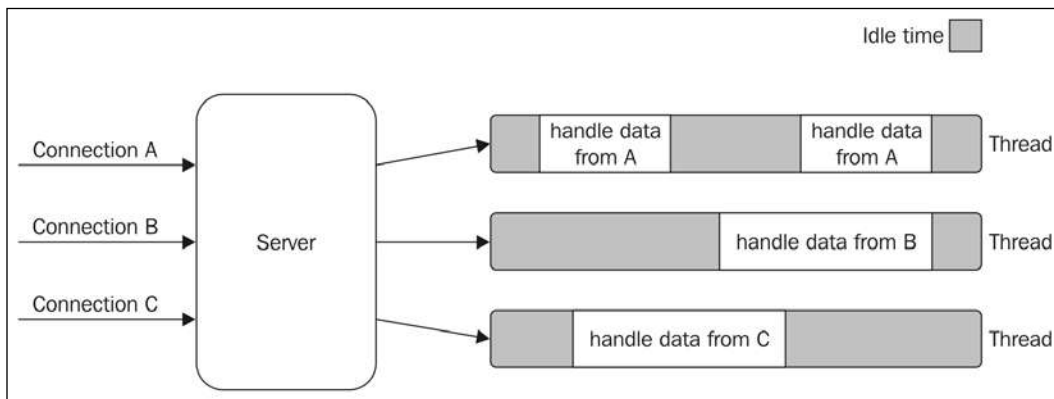 Idle time
Connection A
Connection B
Connection C
Server
handle data
from A
handle data
from A
Thread
handle data from B
Thread
handle data from C
Thread